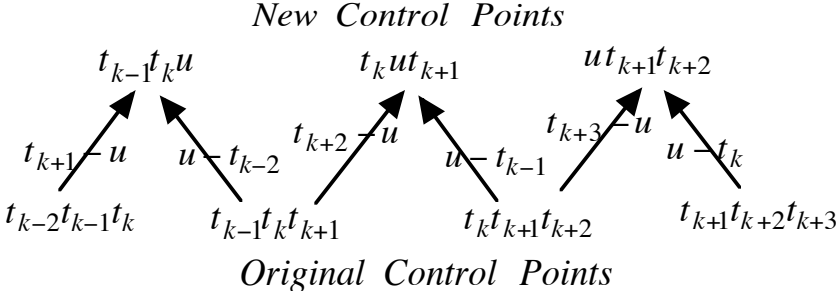 New Control Points
t_{k−1}t_k u t_k ut_{k+1} ut_{k+1}t_{k+2}
t_{k+1} − u u − t_{k−2} t_{k+2} − u u − t_{k−1} t_{k+3} − u u − t_k
t_{k−2}t_{k−1}t_k t_{k−1}t_k t_{k+1} t_k t_{k+1}t_{k+2} t_{k+1}t_{k+2}t_{k+3}
Original Control Points